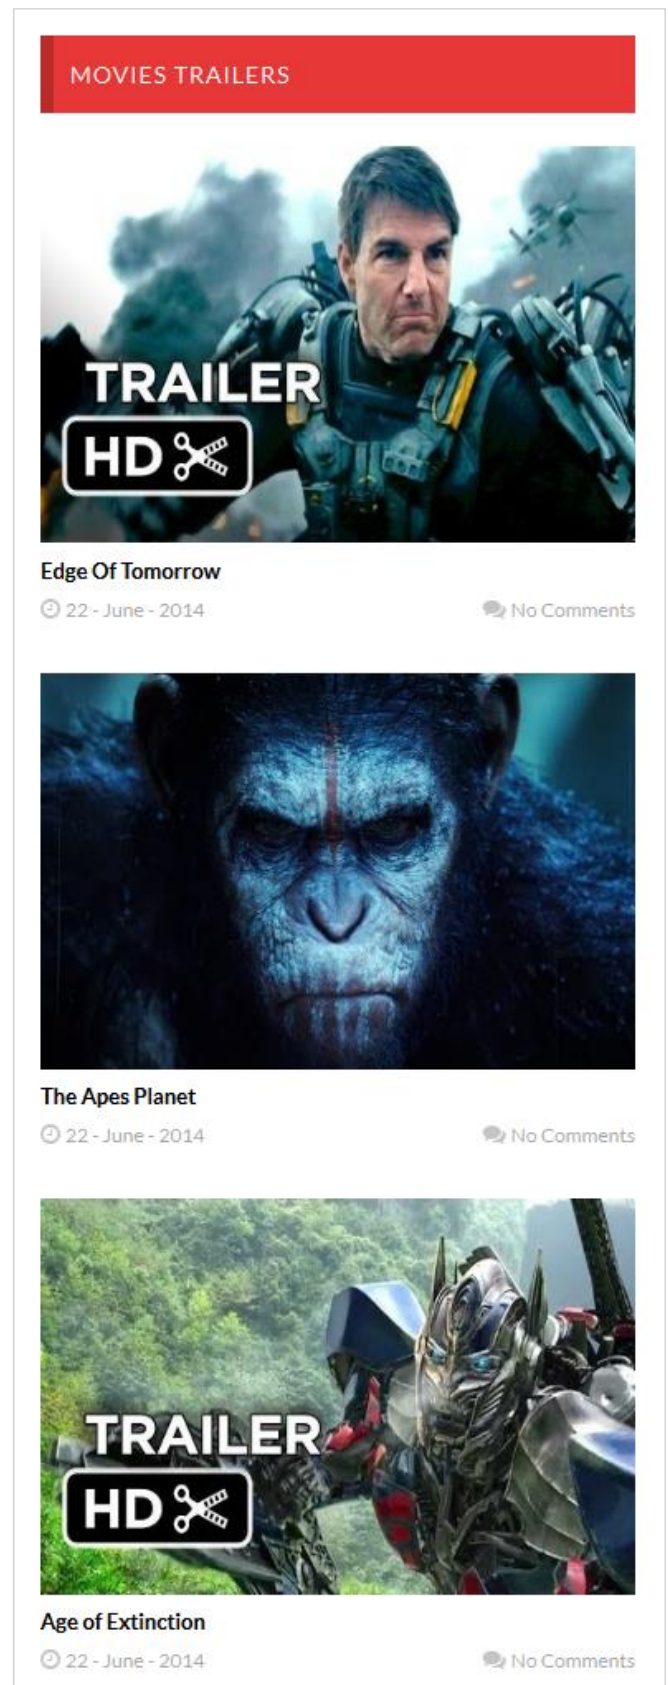 MOVIES TRAILERS
TRAILER
HD
Edge Of Tomorrow
22 - June - 2014 No Comments
The Apes Planet
22 - June - 2014 No Comments
TRAILER
HD
Age of Extinction
22 - June - 2014 No Comments